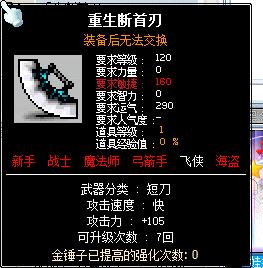 重生断首刃
装备后无法交换
要求等级： 120
要求力量： 0
要求敏捷： 160
要求智力： 0
要求运气： 290
要求人气度： -
道具等级： 1
道具经验值： 0 %
新手 战士 魔法师 弓箭手 飞侠 海盗
武器分类 ： 短刀
攻击速度 ： 快
攻击力 ： +105
可升级次数 ： 7回
金锤子已提高的强化次数: 0